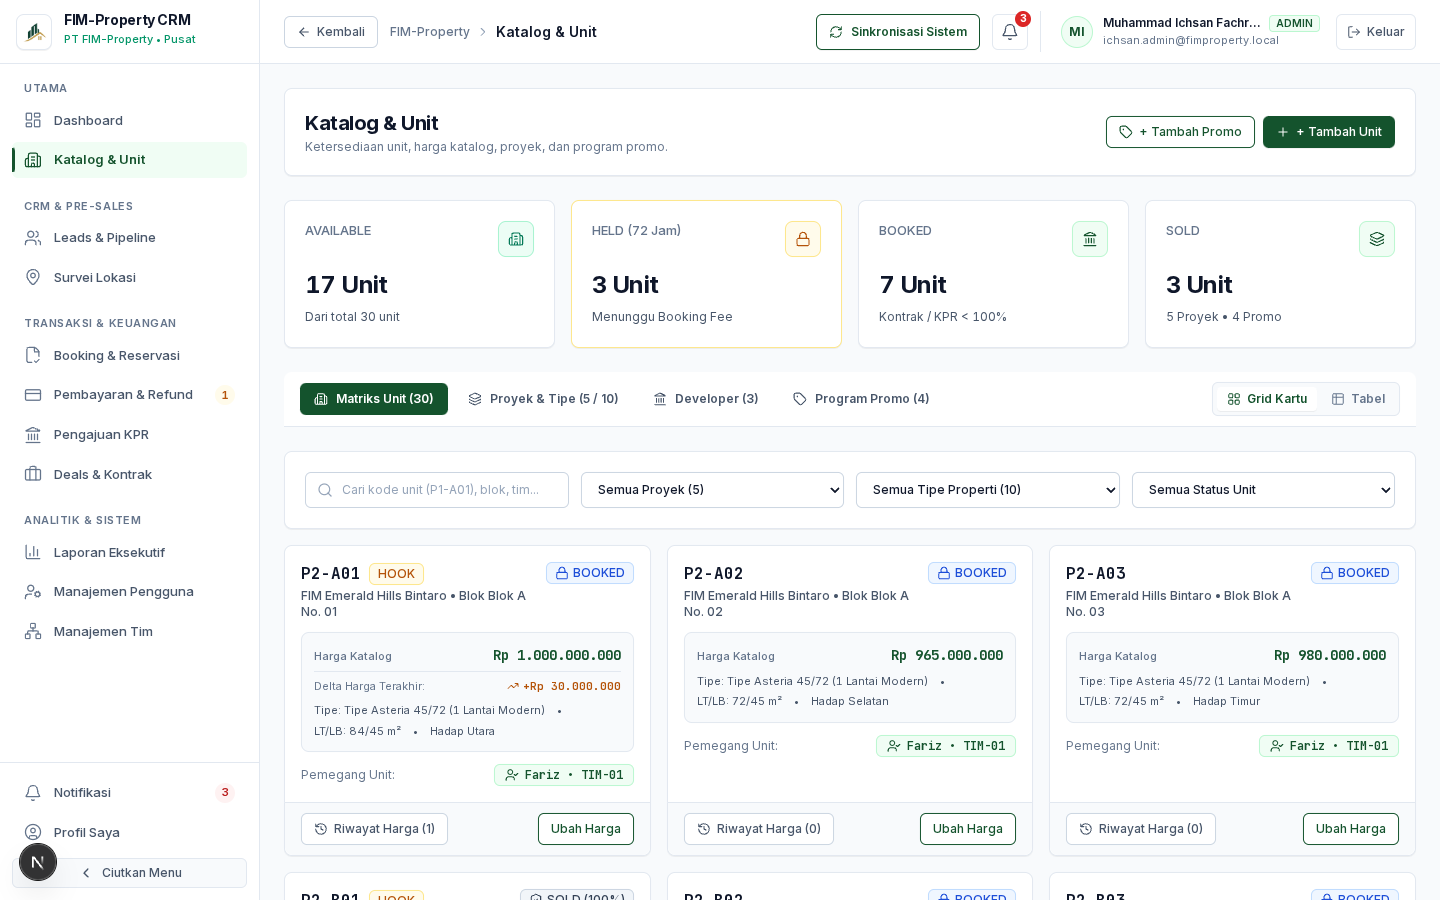 FIM-Property CRM
PT FIM-Property • Pusat
Kembali
FIM-Property
Katalog & Unit
Sinkronisasi Sistem
3
MI
Muhammad Ichsan Fachr...
ADMIN
ichsan.admin@fimproperty.local
Keluar
UTAMA
Dashboard
Katalog & Unit
CRM & PRE-SALES
Leads & Pipeline
Survei Lokasi
TRANSAKSI & KEUANGAN
Booking & Reservasi
Pembayaran & Refund
1
Pengajuan KPR
Deals & Kontrak
ANALITIK & SISTEM
Laporan Eksekutif
Manajemen Pengguna
Manajemen Tim
Notifikasi
3
Profil Saya
N
Ciutkan Menu
Katalog & Unit
Ketersediaan unit, harga katalog, proyek, dan program promo.
+ Tambah Promo
+ Tambah Unit
AVAILABLE
17 Unit
Dari total 30 unit
HELD (72 Jam)
3 Unit
Menunggu Booking Fee
BOOKED
7 Unit
Kontrak / KPR < 100%
SOLD
3 Unit
5 Proyek • 4 Promo
Matriks Unit (30)
Proyek & Tipe (5 / 10)
Developer (3)
Program Promo (4)
Grid Kartu
Tabel
Cari kode unit (P1-A01), blok, tim...
Semua Proyek (5)
Semua Tipe Properti (10)
Semua Status Unit
P2-A01
HOOK
BOOKED
FIM Emerald Hills Bintaro • Blok Blok A
No. 01
Harga Katalog
Rp 1.000.000.000
Delta Harga Terakhir:
+Rp 30.000.000
Tipe: Tipe Asteria 45/72 (1 Lantai Modern) •
LT/LB: 84/45 m² • Hadap Utara
Pemegang Unit:
Fariz • TIM-01
Riwayat Harga (1)
Ubah Harga
P2-A02
BOOKED
FIM Emerald Hills Bintaro • Blok Blok A
No. 02
Harga Katalog
Rp 965.000.000
Tipe: Tipe Asteria 45/72 (1 Lantai Modern) •
LT/LB: 72/45 m² • Hadap Selatan
Pemegang Unit:
Fariz • TIM-01
Riwayat Harga (0)
Ubah Harga
P2-A03
BOOKED
FIM Emerald Hills Bintaro • Blok Blok A
No. 03
Harga Katalog
Rp 980.000.000
Tipe: Tipe Asteria 45/72 (1 Lantai Modern) •
LT/LB: 72/45 m² • Hadap Timur
Pemegang Unit:
Fariz • TIM-01
Riwayat Harga (0)
Ubah Harga
P2-B01
HOOK
SOLD (100%)
P2-B02
BOOKED
P2-B03
BOOKED